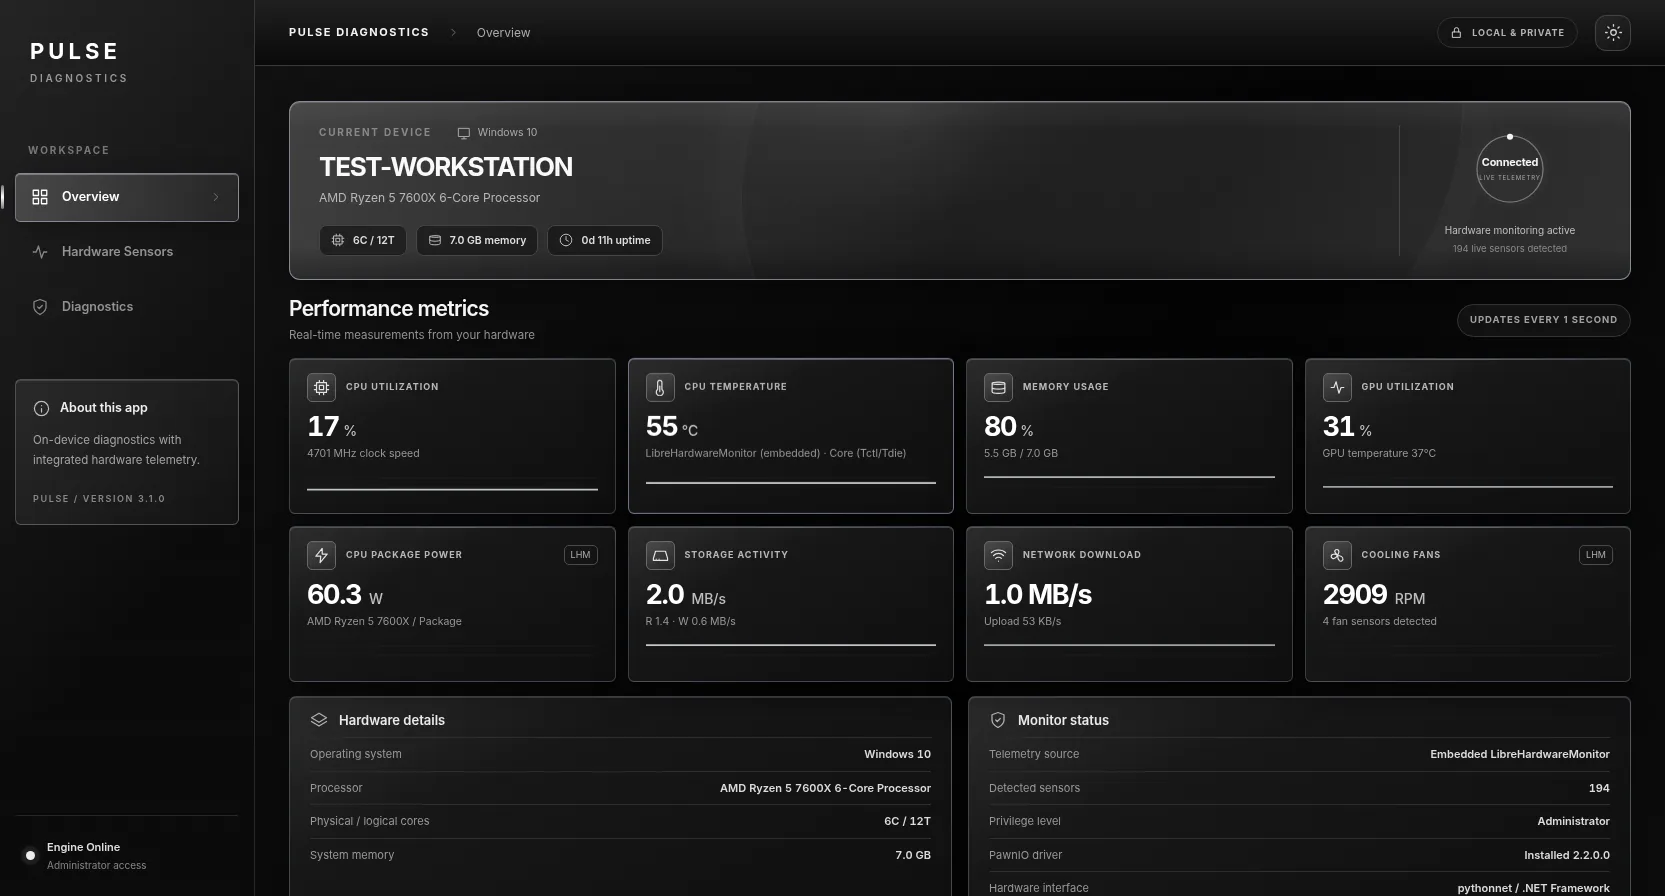 PULSE
DIAGNOSTICS
WORKSPACE
Overview
Hardware Sensors
Diagnostics
About this app
On-device diagnostics with
integrated hardware telemetry.
PULSE / VERSION 3.1.0
Engine Online
Administrator access
PULSE DIAGNOSTICS
Overview
LOCAL & PRIVATE
CURRENT DEVICE
Windows 10
TEST-WORKSTATION
AMD Ryzen 5 7600X 6-Core Processor
6C / 12T
7.0 GB memory
0d 11h uptime
Connected
LIVE TELEMETRY
Hardware monitoring active
194 live sensors detected
Performance metrics
Real-time measurements from your hardware
UPDATES EVERY 1 SECOND
CPU UTILIZATION
17 %
4701 MHz clock speed
CPU TEMPERATURE
55 °C
LibreHardwareMonitor (embedded) · Core (Tctl/Tdie)
MEMORY USAGE
80 %
5.5 GB / 7.0 GB
GPU UTILIZATION
31 %
GPU temperature 37°C
CPU PACKAGE POWER
LHM
60.3 W
AMD Ryzen 5 7600X / Package
STORAGE ACTIVITY
2.0 MB/s
R 1.4 · W 0.6 MB/s
NETWORK DOWNLOAD
1.0 MB/s
Upload 53 KB/s
COOLING FANS
LHM
2909 RPM
4 fan sensors detected
Hardware details
Operating system Windows 10
Processor AMD Ryzen 5 7600X 6-Core Processor
Physical / logical cores 6C / 12T
System memory 7.0 GB
Monitor status
Telemetry source Embedded LibreHardwareMonitor
Detected sensors 194
Privilege level Administrator
PawnIO driver Installed 2.2.0.0
Hardware interface pythonnet / .NET Framework